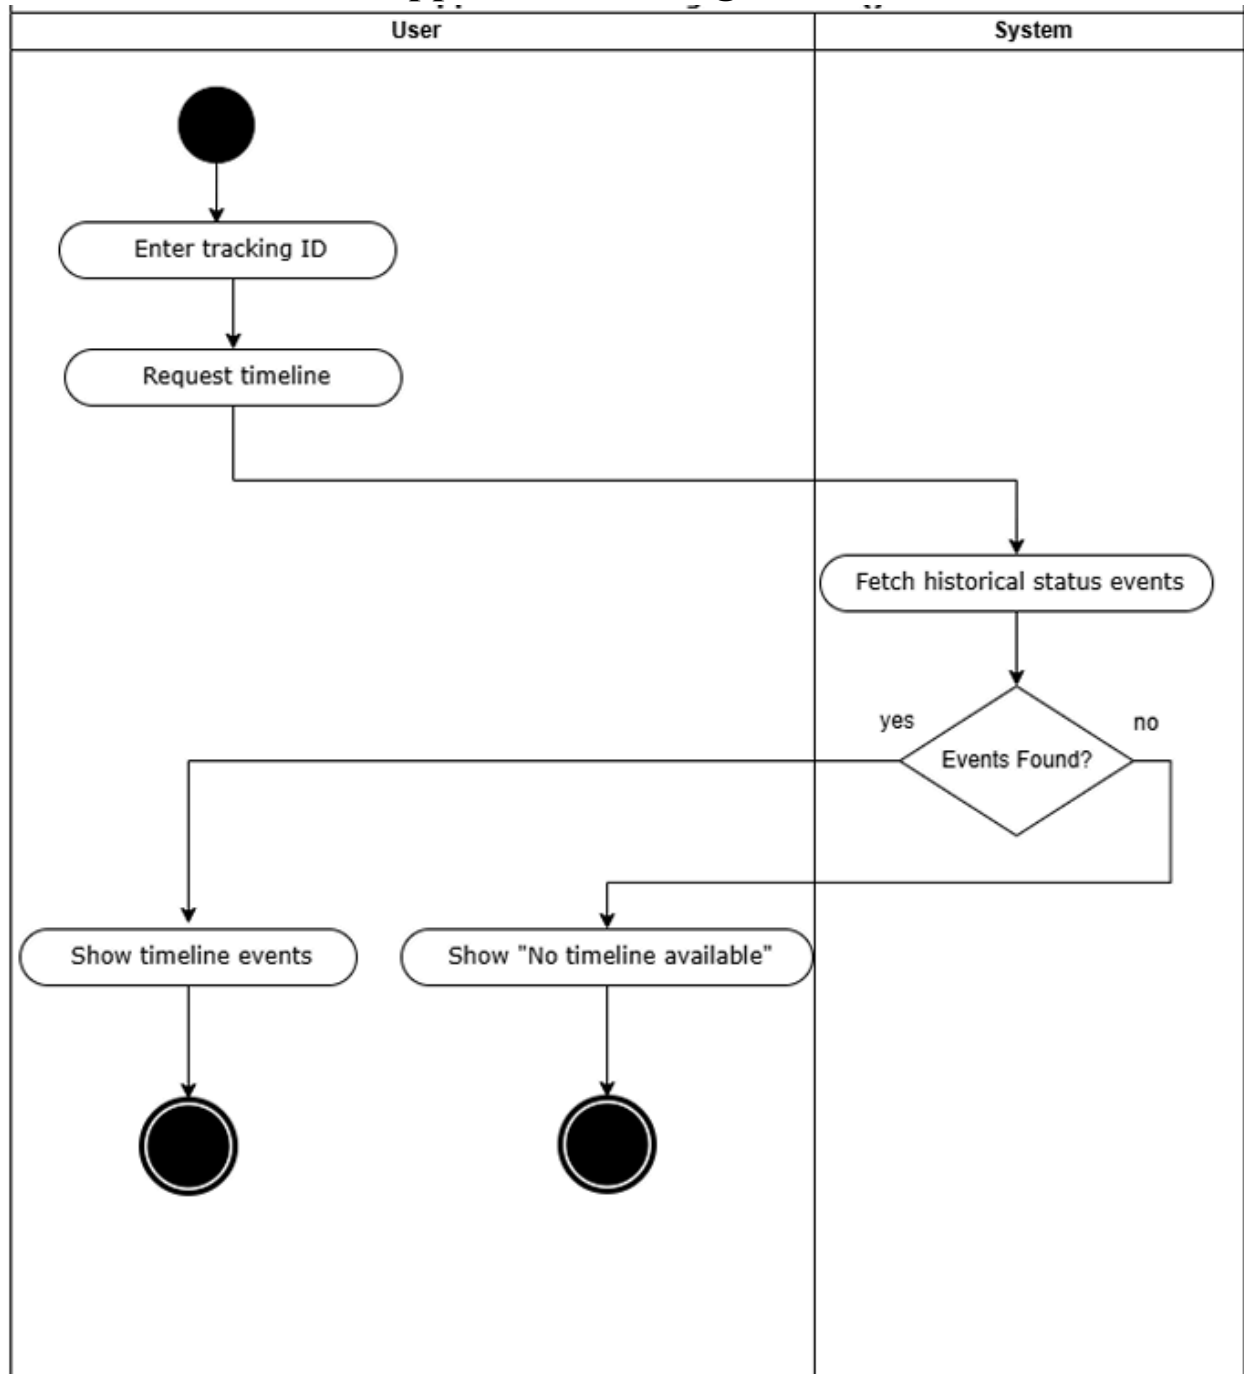 User
System
Enter tracking ID
Request timeline
Fetch historical status events
yes
no
Events Found?
Show timeline events
Show "No timeline available"